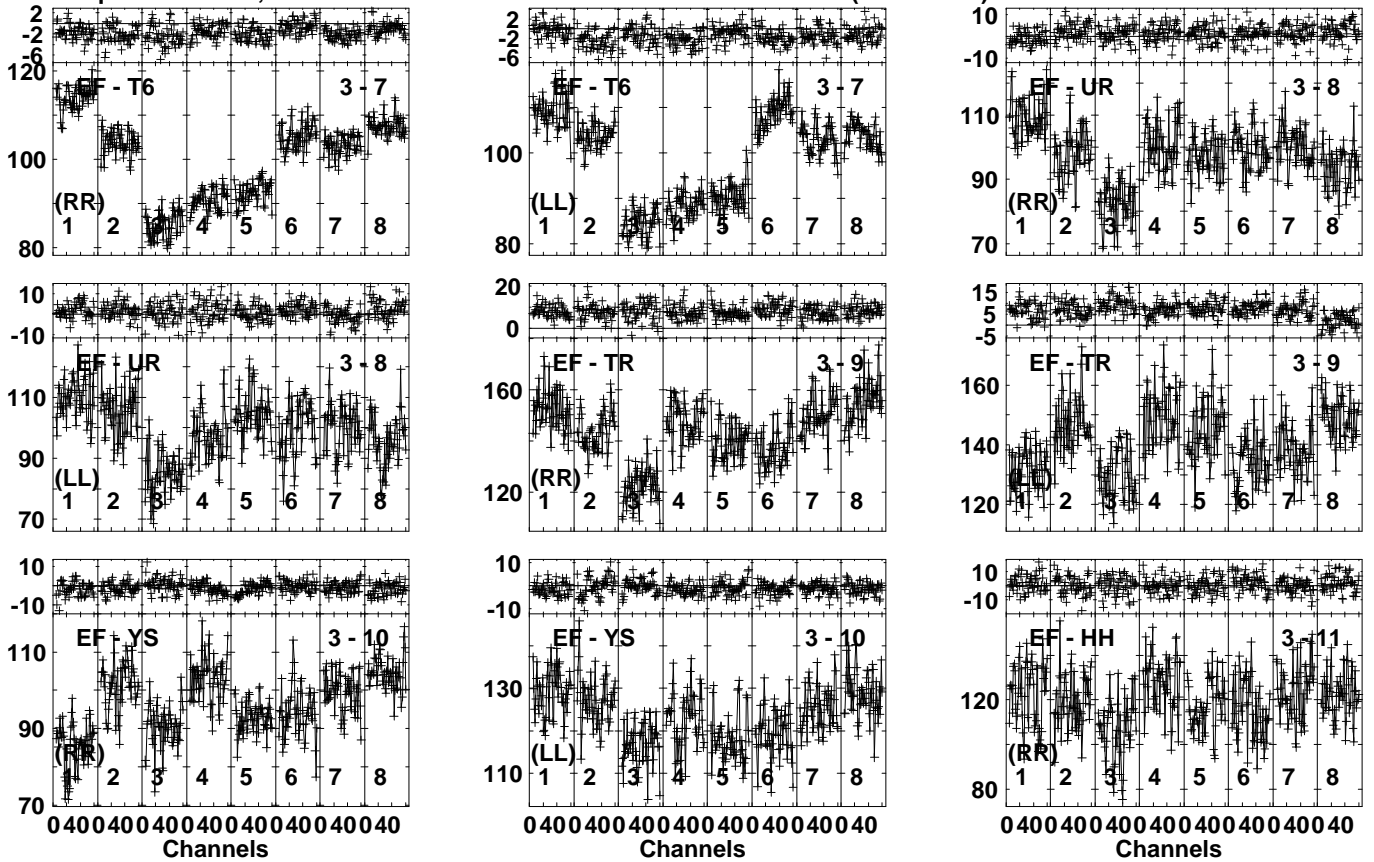 2 -2 -6 120 100 80 EF - T6 3 - 7 (RR) 1 2 3 4 5 6 7 8
2 -2 -6 100 80 EF - T6 3 - 7 (LL) 1 2 3 4 5 6 7 8
10 -10 110 90 70 EF - UR 3 - 8 (RR) 1 2 3 4 5 6 7 8
10 -10 110 90 70 EF - UR 3 - 8 (LL) 1 2 3 4 5 6 7 8
20 0 160 120 EF - TR 3 - 9 (RR) 1 2 3 4 5 6 7 8
15 5 -5 160 140 120 EF - TR 3 - 9 (LL) 1 2 3 4 5 6 7 8
10 -10 110 90 70 EF - YS 3 - 10 (RR) 1 2 3 4 5 6 7 8
10 -10 130 110 EF - YS 3 - 10 (LL) 1 2 3 4 5 6 7 8
10 -10 120 80 EF - HH 3 - 11 (RR) 1 2 3 4 5 6 7 8
0 40 0 40 0 40 0 40 0 40 0 40 0 40 0 40
0 40 0 40 0 40 0 40 0 40 0 40 0 40 0 40
0 40 0 40 0 40 0 40 0 40 0 40 0 40 0 40
Channels Channels Channels